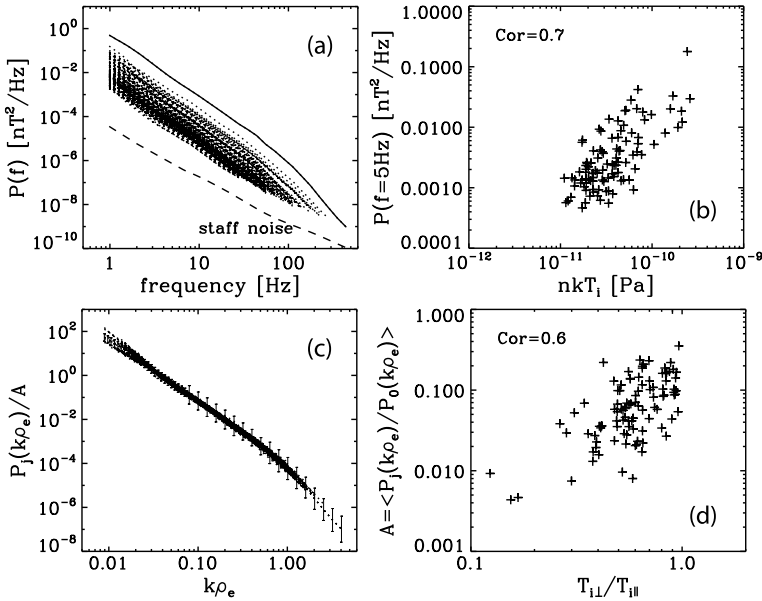 (a)
P(f) [nT²/Hz]
10⁰
10⁻²
10⁻⁴
10⁻⁶
10⁻⁸
10⁻¹⁰
staff noise
1 10 100
frequency [Hz]
(b)
Cor=0.7
P(f=5Hz) [nT²/Hz]
1.0000
0.1000
0.0100
0.0010
0.0001
10⁻¹² 10⁻¹¹ 10⁻¹⁰ 10⁻⁹
nkTᵢ [Pa]
(c)
Pⱼ(kρₑ)/A
10²
10⁰
10⁻²
10⁻⁴
10⁻⁶
10⁻⁸
0.01 0.10 1.00
kρₑ
Cor=0.6
A=<Pⱼ(kρₑ)/P₀(kρₑ)>
1.000
0.100
0.010
0.001
(d)
0.1 1.0
Tᵢ⊥/Tᵢ∥